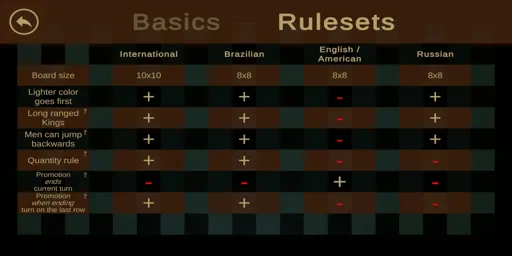 Basics Rulesets
International Brazilian English / American Russian
Board size 10x10 8x8 8x8 8x8
Lighter color goes first + + - +
Long ranged Kings ? + + - +
Men can jump backwards ? + + - +
Quantity rule ? + + - -
Promotion ends current turn ? - - + -
Promotion when ending turn on the last row ? + + - -